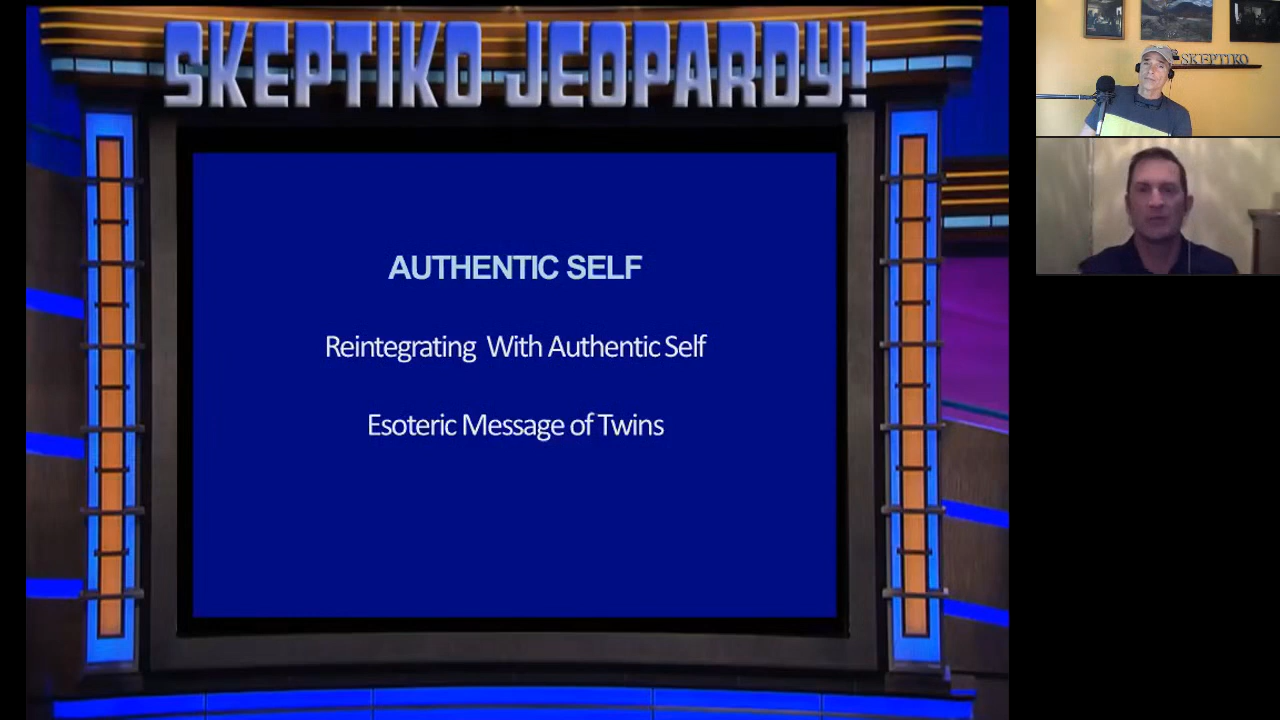 SKEPTIKO JEOPARDY!
SKEPTIKO
AUTHENTIC SELF
Reintegrating With Authentic Self
Esoteric Message of Twins